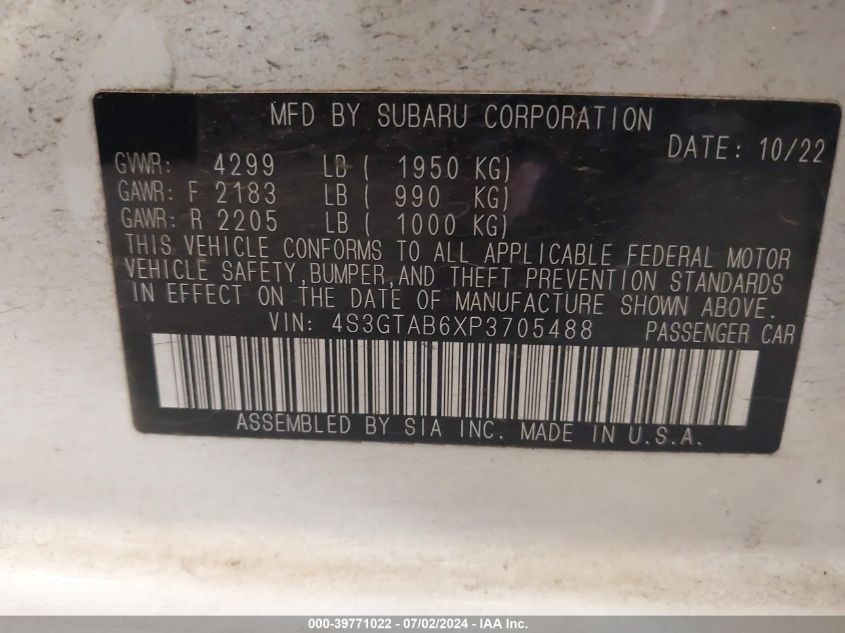 MFD BY SUBARU CORPORATION
DATE: 10/22
GVWR: 4299 LB ( 1950 KG)
GAWR: F 2183 LB ( 990 KG)
GAWR: R 2205 LB ( 1000 KG)
THIS VEHICLE CONFORMS TO ALL APPLICABLE FEDERAL MOTOR
VEHICLE SAFETY,BUMPER,AND THEFT PREVENTION STANDARDS
IN EFFECT ON THE DATE OF MANUFACTURE SHOWN ABOVE.
VIN: 4S3GTAB6XP3705488 PASSENGER CAR
ASSEMBLED BY SIA INC. MADE IN U.S.A.
000-39771022 - 07/02/2024 - IAA Inc.